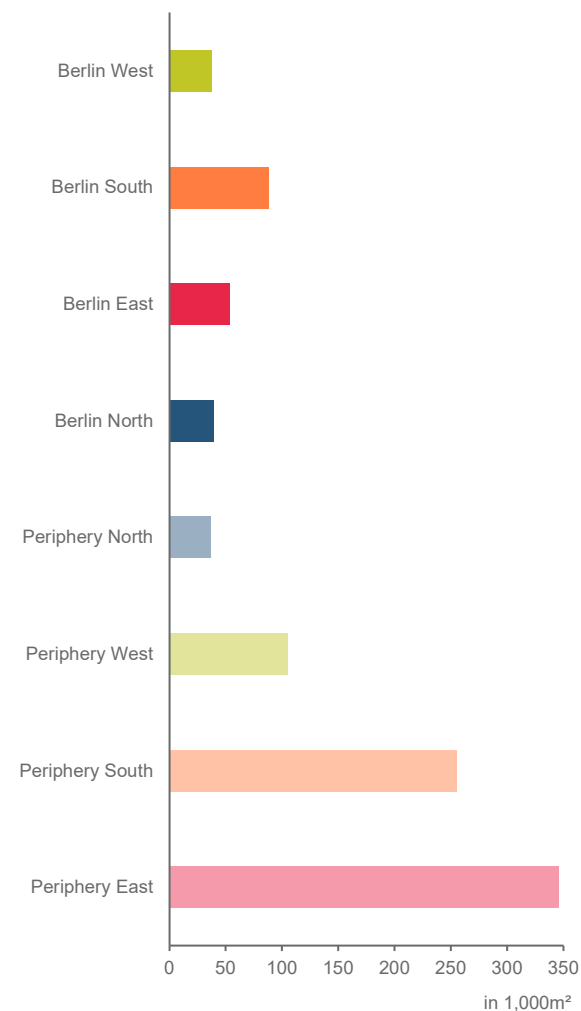 Berlin West
Berlin South
Berlin East
Berlin North
Periphery North
Periphery West
Periphery South
Periphery East
0 50 100 150 200 250 300 350
in 1,000m²